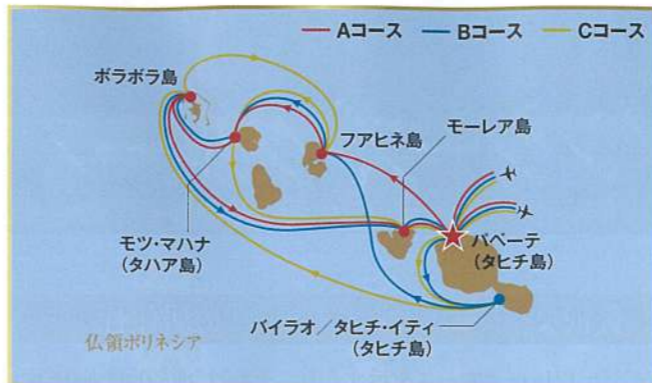 Aコース Bコース Cコース
ボラボラ島
モーレア島
フアヒネ島
モツ・マハナ
(タハア島)
パペーテ
(タヒチ島)
バイラオ/タヒチ・イティ
(タヒチ島)
仏領ポリネシア